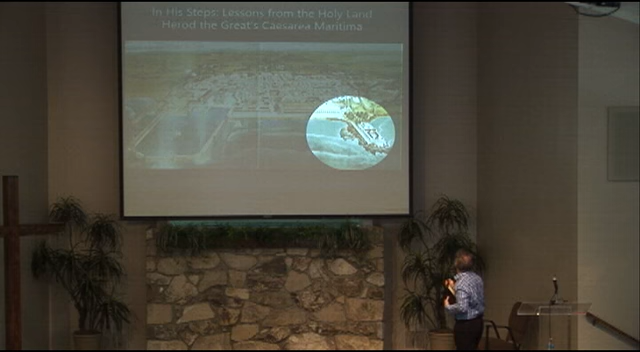 In His Steps: Lessons from the Holy Land
Herod the Great's Caesarea Maritima